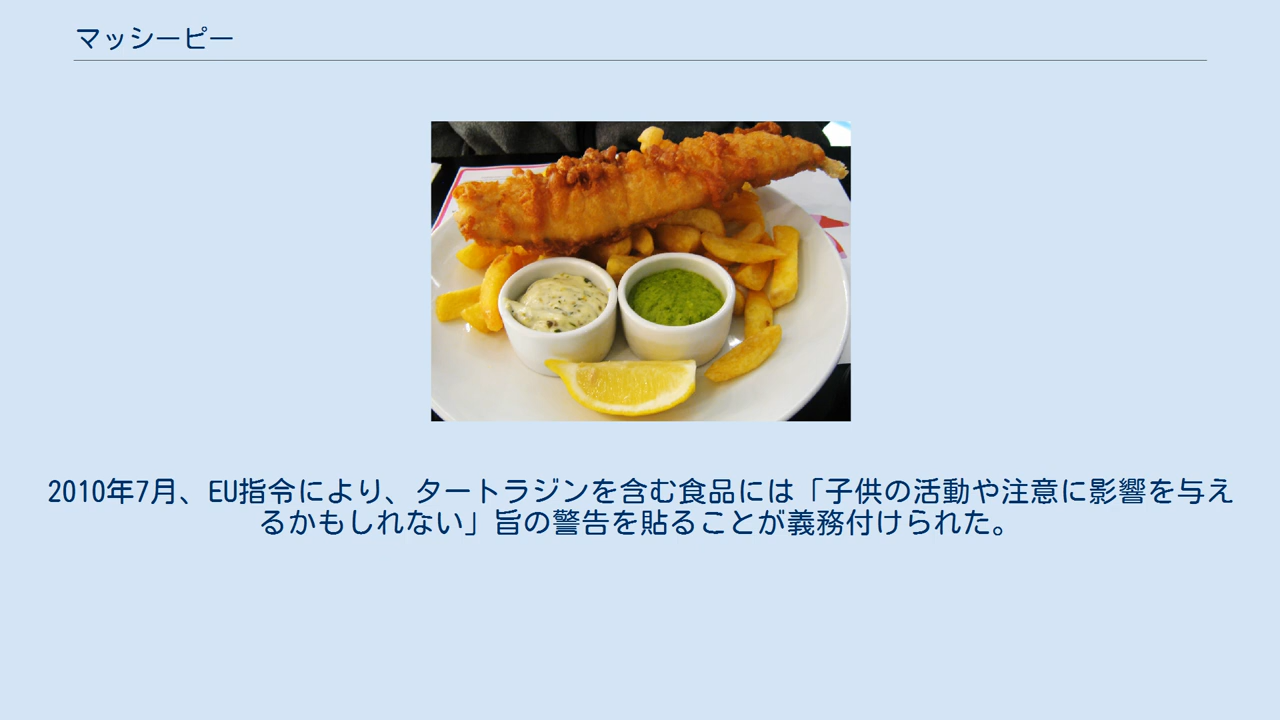 マッシーピー
2010年7月、EU指令により、タートラジンを含む食品には「子供の活動や注意に影響を与え
るかもしれない」旨の警告を貼ることが義務付けられた。